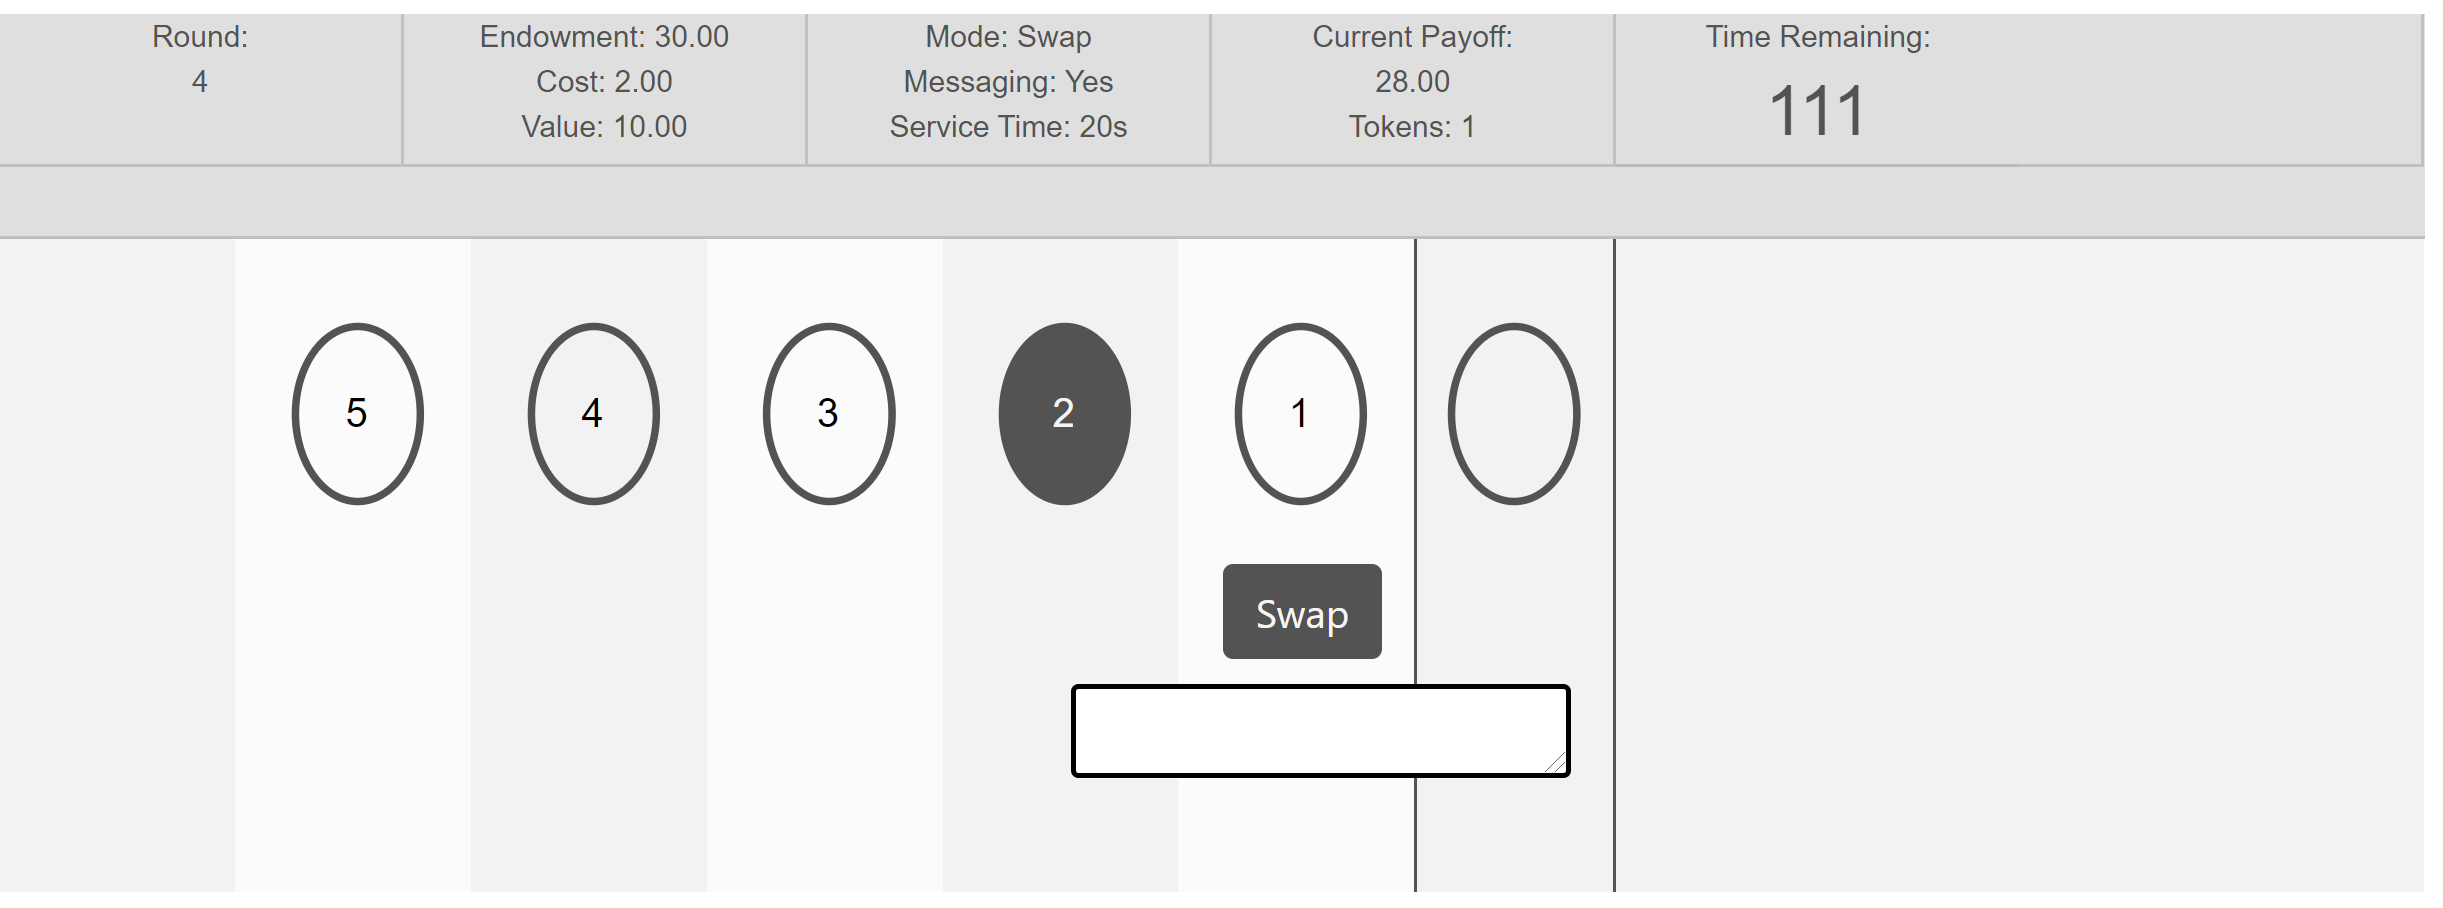 Round:
4
Endowment: 30.00
Cost: 2.00
Value: 10.00
Mode: Swap
Messaging: Yes
Service Time: 20s
Current Payoff:
28.00
Tokens: 1
Time Remaining:
111
5 4 3 2 1
Swap